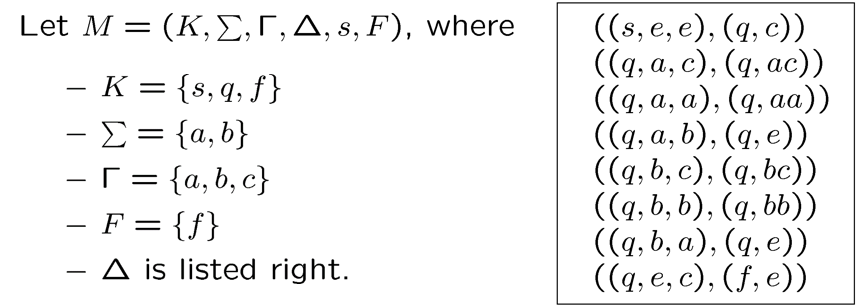 Let M = (K, Σ, Γ, Δ, s, F), where
– K = {s, q, f}
– Σ = {a, b}
– Γ = {a, b, c}
– F = {f}
– Δ is listed right.
((s, e, e), (q, c))
((q, a, c), (q, ac))
((q, a, a), (q, aa))
((q, a, b), (q, e))
((q, b, c), (q, bc))
((q, b, b), (q, bb))
((q, b, a), (q, e))
((q, e, c), (f, e))